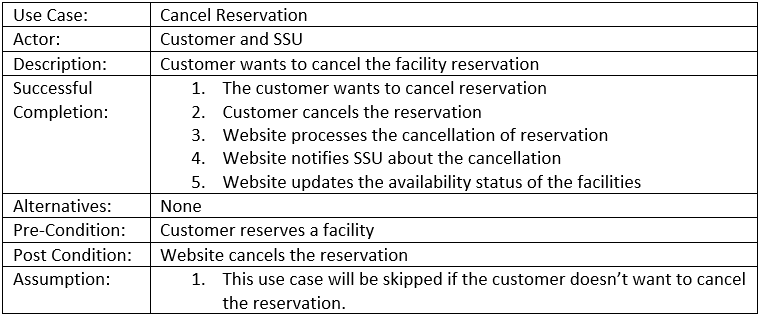 Use Case: Cancel Reservation
Actor: Customer and SSU
Description: Customer wants to cancel the facility reservation
Successful Completion: 1. The customer wants to cancel reservation
2. Customer cancels the reservation
3. Website processes the cancellation of reservation
4. Website notifies SSU about the cancellation
5. Website updates the availability status of the facilities
Alternatives: None
Pre-Condition: Customer reserves a facility
Post Condition: Website cancels the reservation
Assumption: 1. This use case will be skipped if the customer doesn’t want to cancel
the reservation.